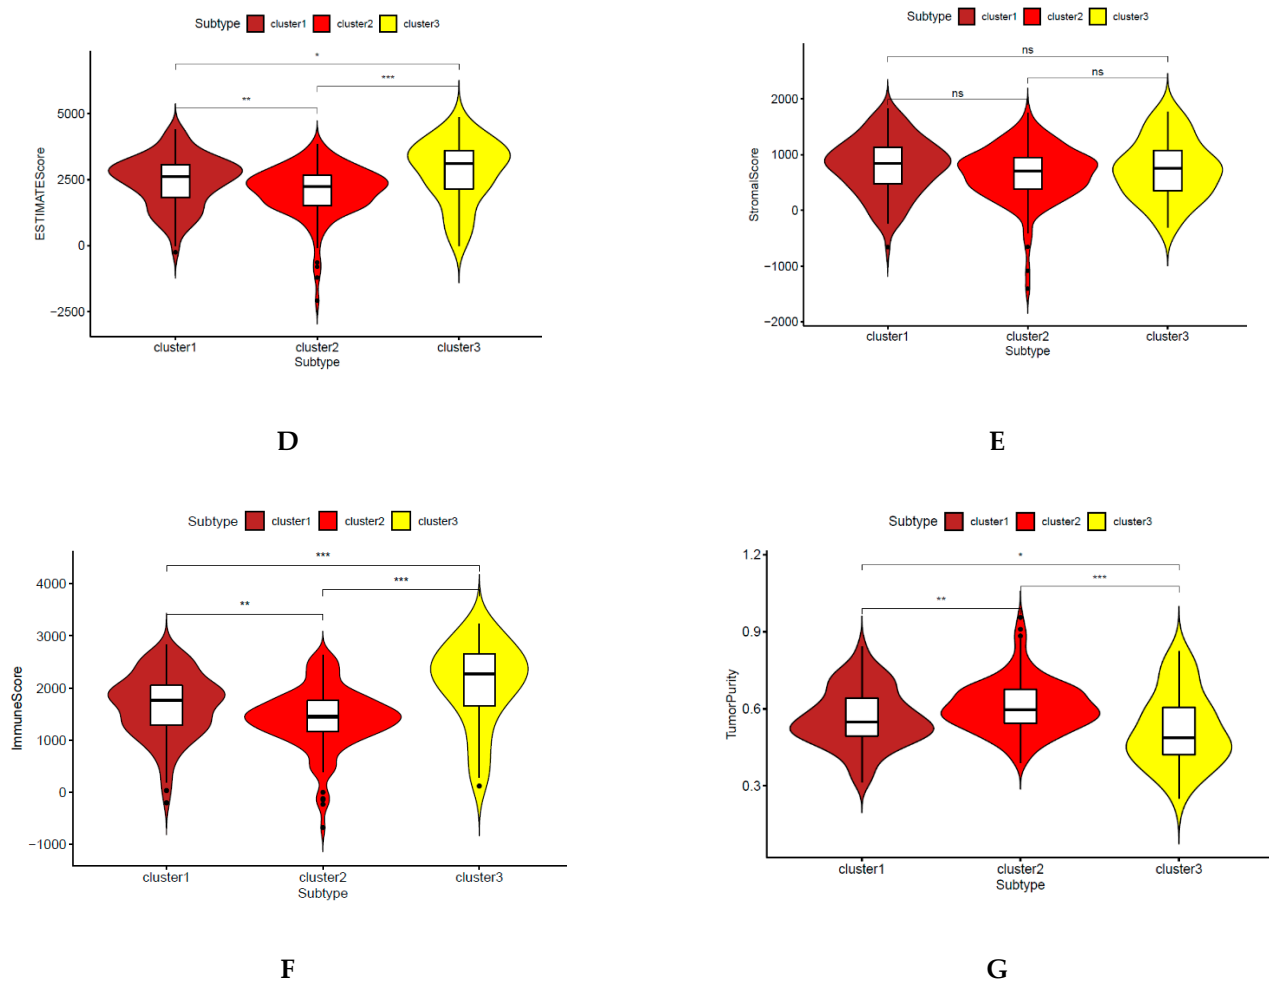 Subtype cluster1 cluster2 cluster3
*
***
**
5000
2500
0
−2500
ESTIMATEScore
cluster1 cluster2 cluster3
Subtype
D
Subtype cluster1 cluster2 cluster3
ns
ns
ns
2000
1000
0
−1000
−2000
StromalScore
cluster1 cluster2 cluster3
Subtype
E
Subtype cluster1 cluster2 cluster3
***
***
**
4000
3000
2000
1000
0
−1000
ImmuneScore
cluster1 cluster2 cluster3
Subtype
F
Subtype cluster1 cluster2 cluster3
*
***
**
1.2
0.9
0.6
0.3
TumorPurity
cluster1 cluster2 cluster3
Subtype
G